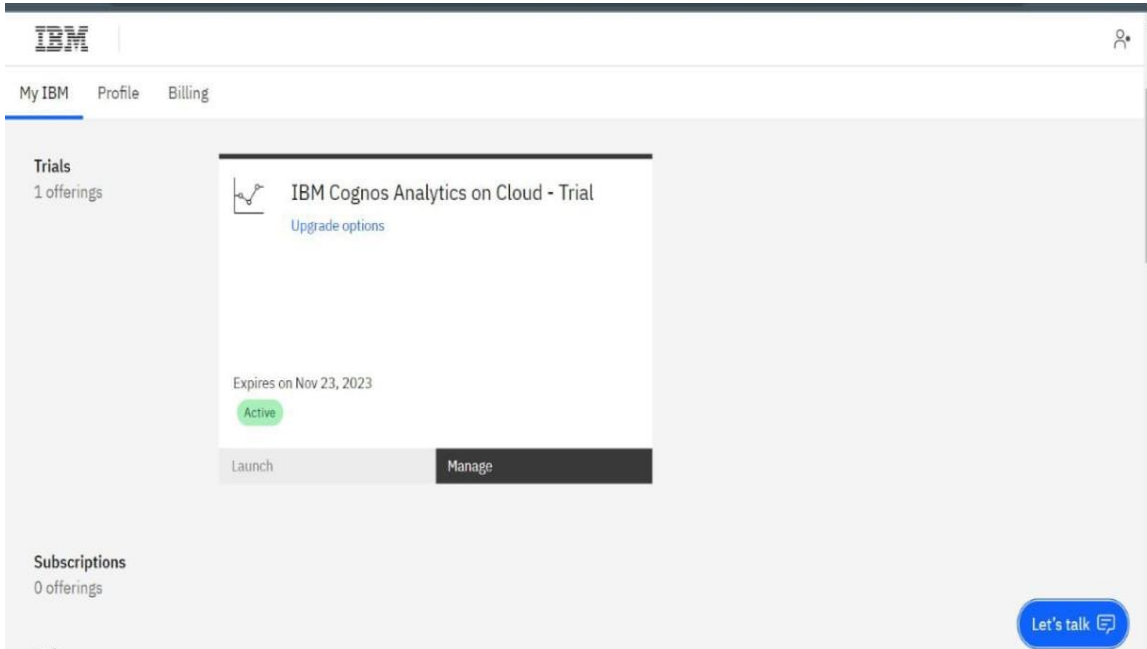 IBM
My IBM Profile Billing
Trials
1 offerings
IBM Cognos Analytics on Cloud - Trial
Upgrade options
Expires on Nov 23, 2023
Active
Launch Manage
Subscriptions
0 offerings
Let's talk